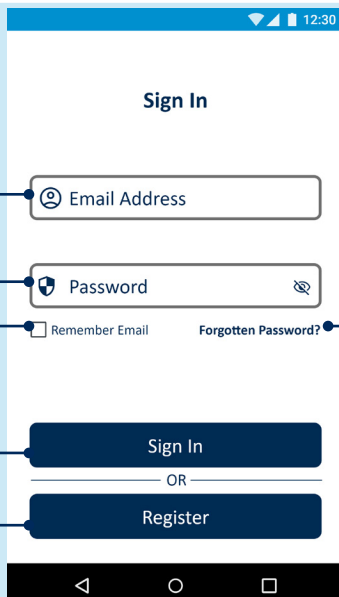 12:30
Sign In
Email Address
Password
Remember Email Forgotten Password?
Sign In
OR
Register